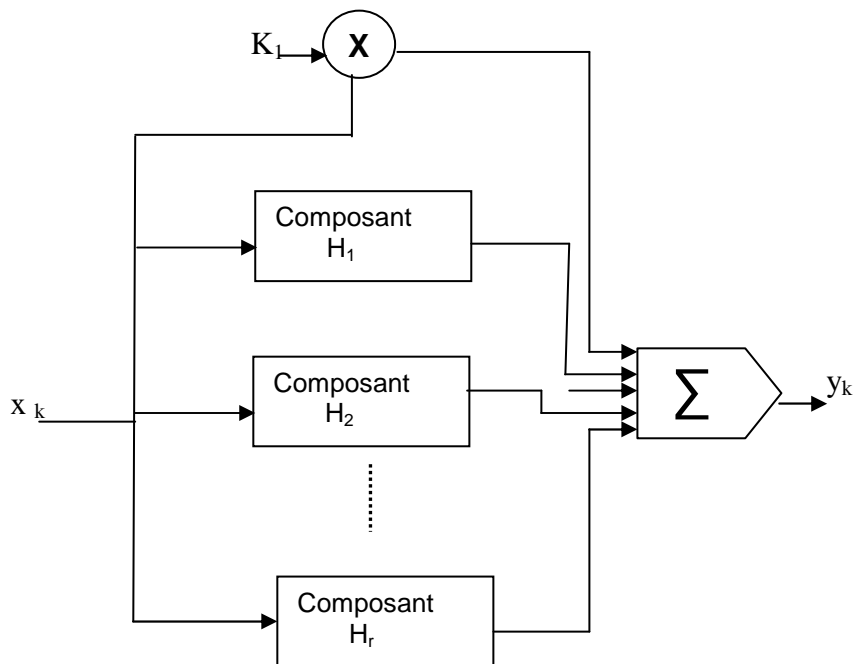 K₁
X
Composant
H₁
Composant
H₂
x k
∑
yₖ
Composant
Hᵣ